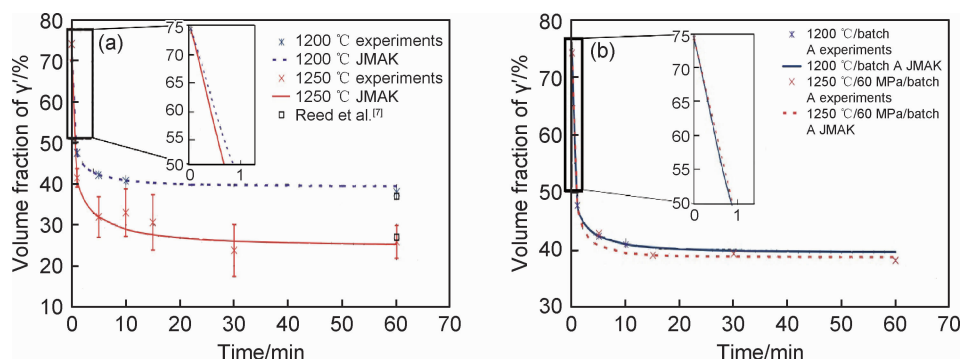 80
70
60
50
40
30
20
10
0 10 20 30 40 50 60 70
Volume fraction of γ′/%
Time/min
(a)
75
70
65
60
55
50
0 1
1200 ℃ experiments
1200 ℃ JMAK
1250 ℃ experiments
1250 ℃ JMAK
Reed et al.[7]
80
70
60
50
40
30
0 10 20 30 40 50 60 70
Volume fraction of γ′/%
Time/min
(b)
75
70
65
60
55
50
0 1
1200 ℃/batch
A experiments
1200 ℃/batch A JMAK
1250 ℃/60 MPa/batch
A experiments
1250 ℃/60 MPa/batch
A JMAK